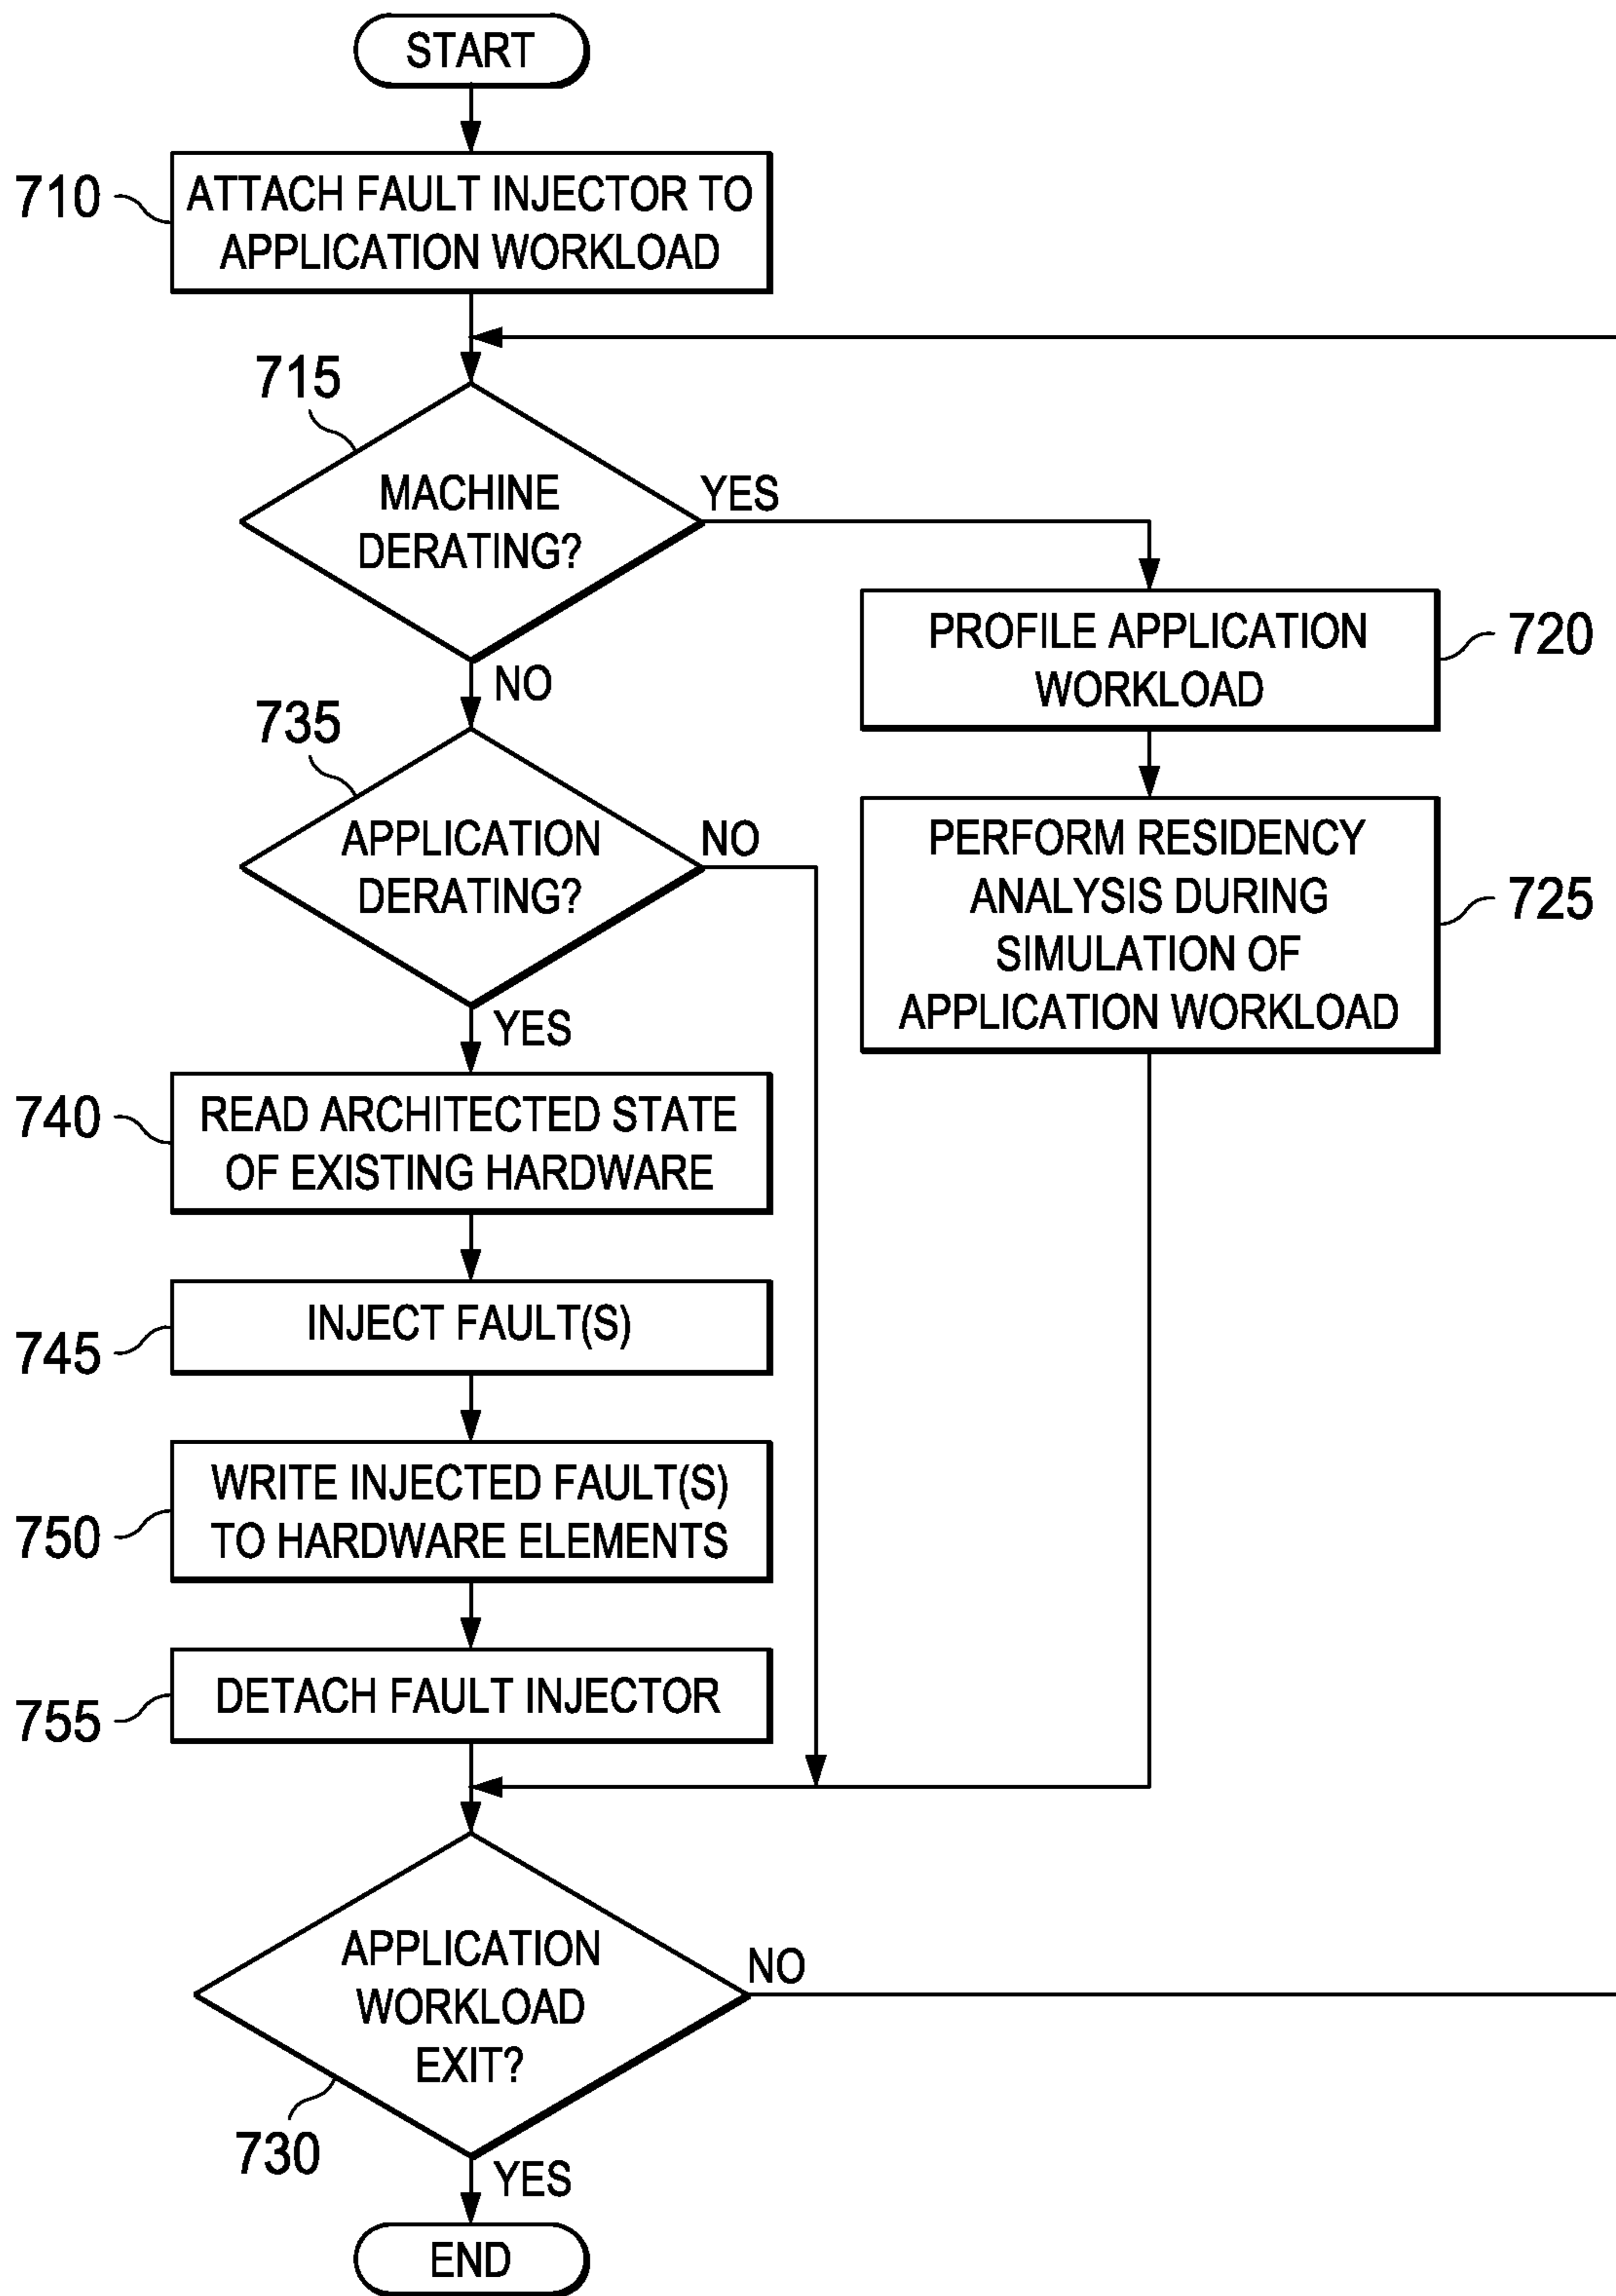 START
710
ATTACH FAULT INJECTOR TO
APPLICATION WORKLOAD
715
MACHINE
DERATING?
YES
NO
PROFILE APPLICATION
WORKLOAD
720
735
APPLICATION
DERATING?
NO
YES
PERFORM RESIDENCY
ANALYSIS DURING
SIMULATION OF
APPLICATION WORKLOAD
725
740
READ ARCHITECTED STATE
OF EXISTING HARDWARE
745
INJECT FAULT(S)
750
WRITE INJECTED FAULT(S)
TO HARDWARE ELEMENTS
755
DETACH FAULT INJECTOR
APPLICATION
WORKLOAD
EXIT?
NO
730
YES
END